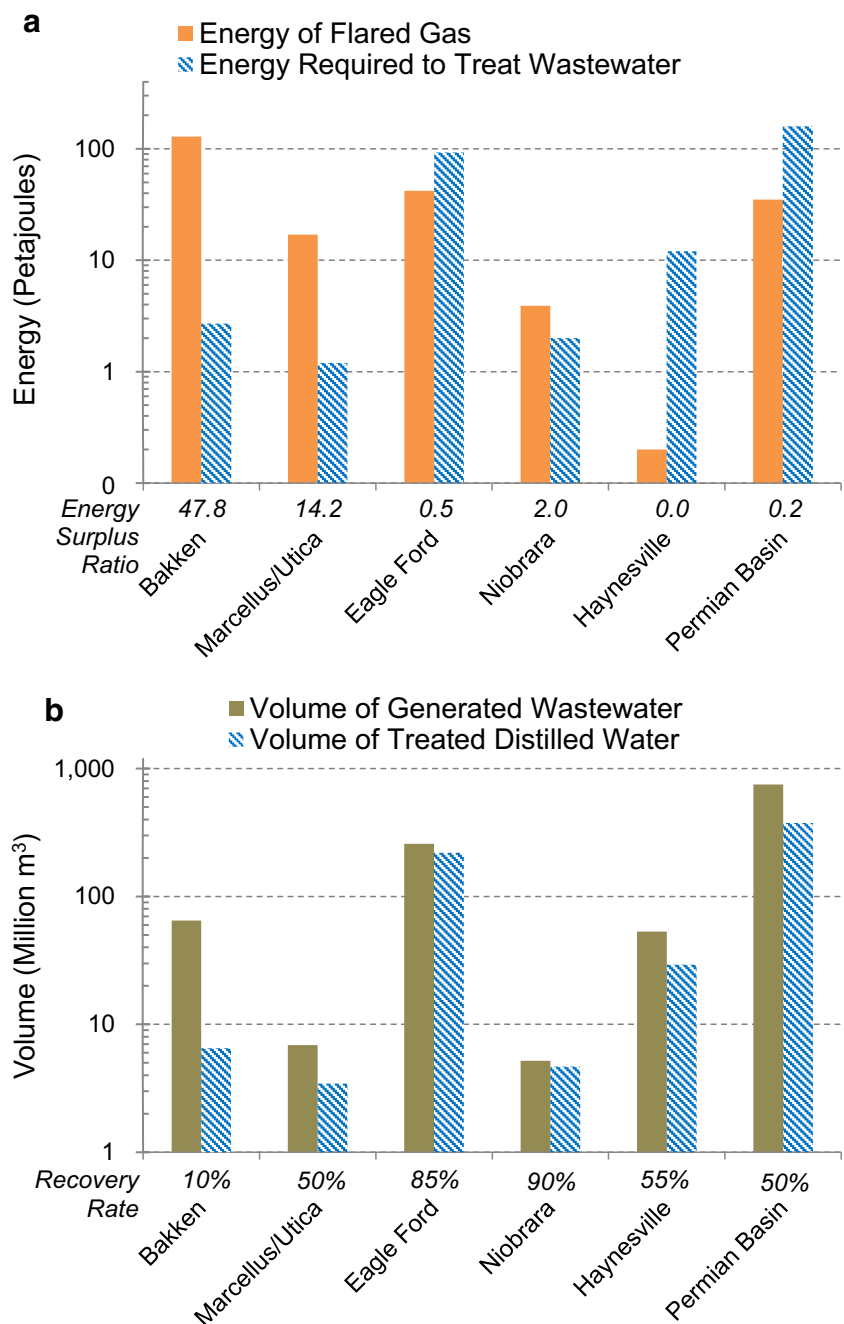 a
Energy of Flared Gas
Energy Required to Treat Wastewater
Energy (Petajoules)
100
10
1
0
Energy Surplus Ratio
47.8 14.2 0.5 2.0 0.0 0.2
Bakken
Marcellus/Utica
Eagle Ford
Niobrara
Haynesville
Permian Basin
b
Volume of Generated Wastewater
Volume of Treated Distilled Water
Volume (Million m³)
1,000
100
10
1
Recovery Rate
10% 50% 85% 90% 55% 50%
Bakken
Marcellus/Utica
Eagle Ford
Niobrara
Haynesville
Permian Basin